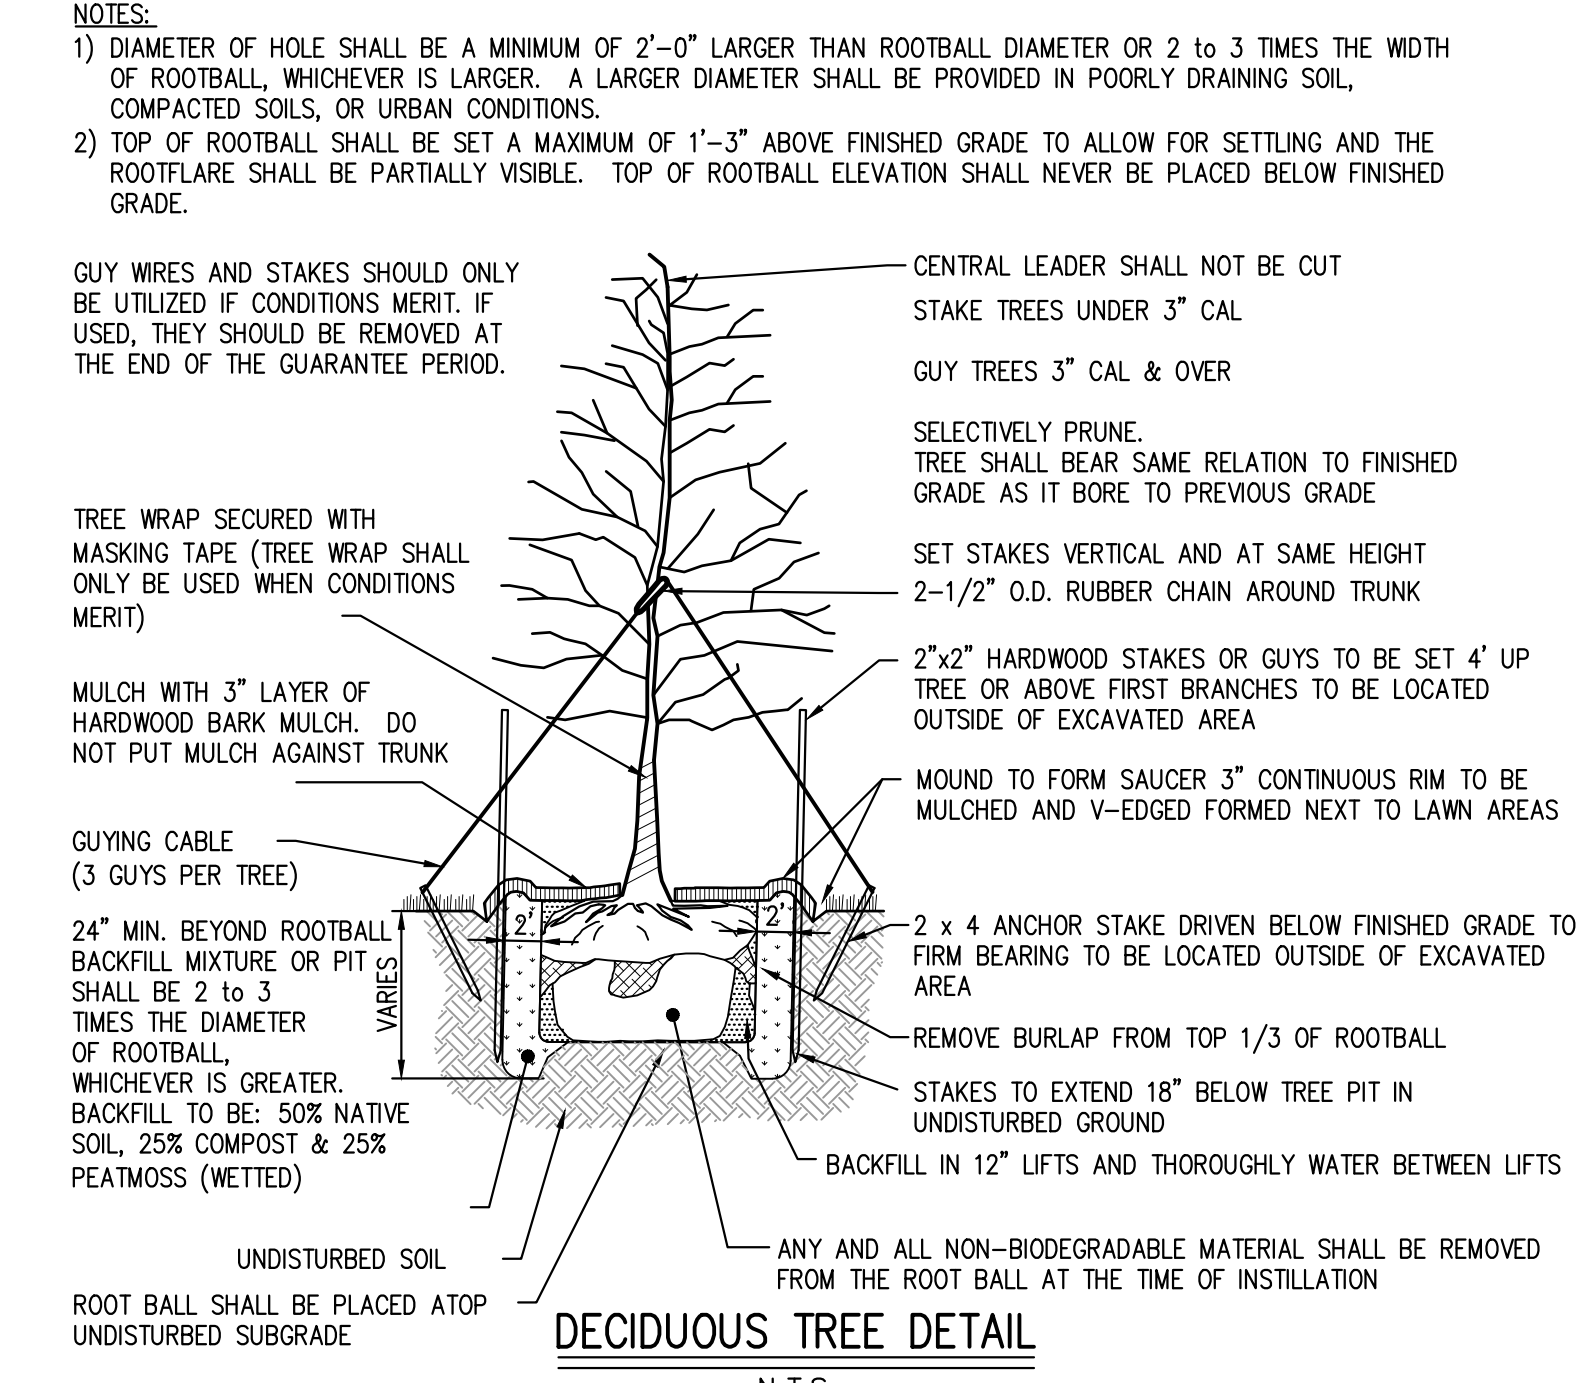 NOTES:
1) DIAMETER OF HOLE SHALL BE A MINIMUM OF 2'-0" LARGER THAN ROOTBALL DIAMETER OR 2 to 3 TIMES THE WIDTH
OF ROOTBALL, WHICHEVER IS LARGER. A LARGER DIAMETER SHALL BE PROVIDED IN POORLY DRAINING SOIL,
COMPACTED SOILS, OR URBAN CONDITIONS.
2) TOP OF ROOTBALL SHALL BE SET A MAXIMUM OF 1'-3" ABOVE FINISHED GRADE TO ALLOW FOR SETTLING AND THE
ROOTFLARE SHALL BE PARTIALLY VISIBLE. TOP OF ROOTBALL ELEVATION SHALL NEVER BE PLACED BELOW FINISHED
GRADE.
GUY WIRES AND STAKES SHOULD ONLY
BE UTILIZED IF CONDITIONS MERIT. IF
USED, THEY SHOULD BE REMOVED AT
THE END OF THE GUARANTEE PERIOD.
TREE WRAP SECURED WITH
MASKING TAPE (TREE WRAP SHALL
ONLY BE USED WHEN CONDITIONS
MERIT)
MULCH WITH 3" LAYER OF
HARDWOOD BARK MULCH. DO
NOT PUT MULCH AGAINST TRUNK
GUYING CABLE
(3 GUYS PER TREE)
24" MIN. BEYOND ROOTBALL
BACKFILL MIXTURE OR PIT
SHALL BE 2 to 3
TIMES THE DIAMETER
OF ROOTBALL,
WHICHEVER IS GREATER.
BACKFILL TO BE: 50% NATIVE
SOIL, 25% COMPOST & 25%
PEATMOSS (WETTED)
UNDISTURBED SOIL
ROOT BALL SHALL BE PLACED ATOP
UNDISTURBED SUBGRADE
VARIES
2'
2'
CENTRAL LEADER SHALL NOT BE CUT
STAKE TREES UNDER 3" CAL
GUY TREES 3" CAL & OVER
SELECTIVELY PRUNE.
TREE SHALL BEAR SAME RELATION TO FINISHED
GRADE AS IT BORE TO PREVIOUS GRADE
SET STAKES VERTICAL AND AT SAME HEIGHT
2-1/2" O.D. RUBBER CHAIN AROUND TRUNK
2"x2" HARDWOOD STAKES OR GUYS TO BE SET 4' UP
TREE OR ABOVE FIRST BRANCHES TO BE LOCATED
OUTSIDE OF EXCAVATED AREA
MOUND TO FORM SAUCER 3" CONTINUOUS RIM TO BE
MULCHED AND V-EDGED FORMED NEXT TO LAWN AREAS
2 x 4 ANCHOR STAKE DRIVEN BELOW FINISHED GRADE TO
FIRM BEARING TO BE LOCATED OUTSIDE OF EXCAVATED
AREA
REMOVE BURLAP FROM TOP 1/3 OF ROOTBALL
STAKES TO EXTEND 18" BELOW TREE PIT IN
UNDISTURBED GROUND
BACKFILL IN 12" LIFTS AND THOROUGHLY WATER BETWEEN LIFTS
ANY AND ALL NON-BIODEGRADABLE MATERIAL SHALL BE REMOVED
FROM THE ROOT BALL AT THE TIME OF INSTILLATION
DECIDUOUS TREE DETAIL